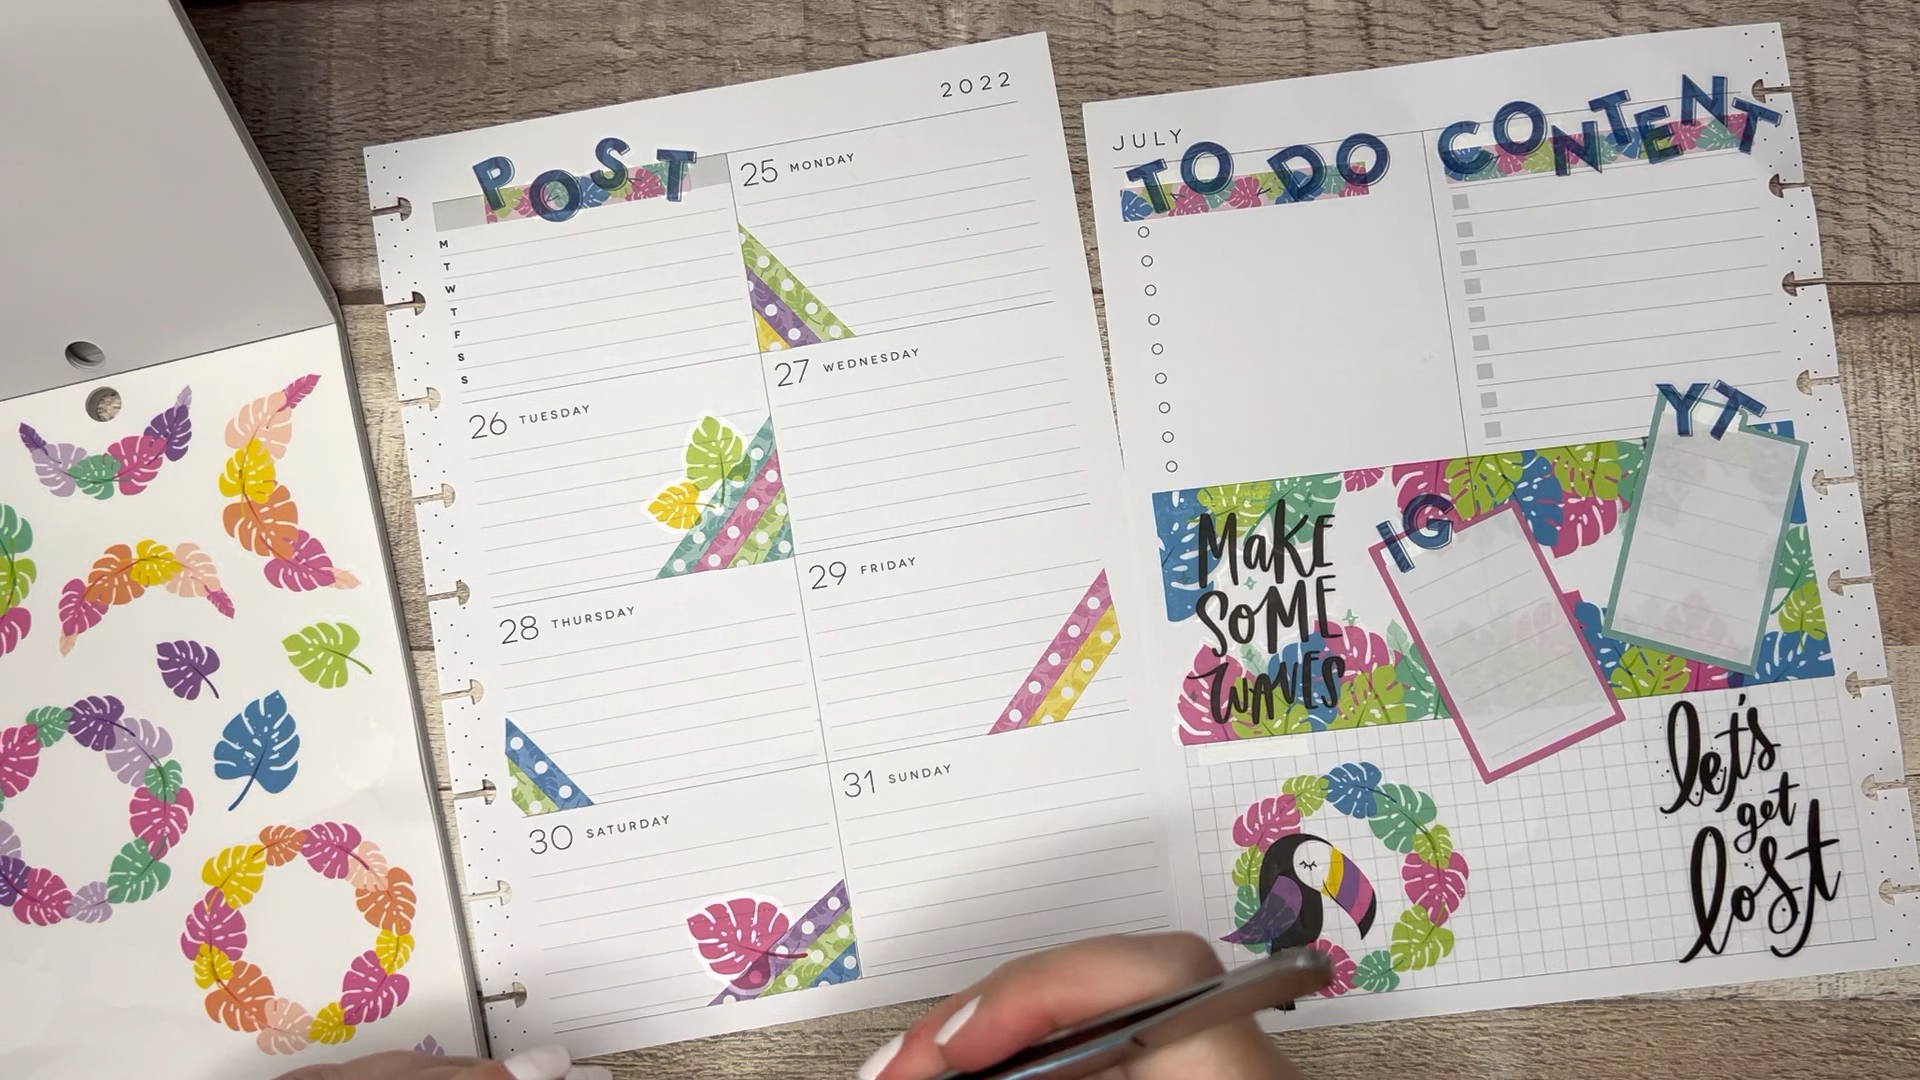 2022
POST
M
T
W
T
F
S
S
25 MONDAY
26 TUESDAY
27 WEDNESDAY
28 THURSDAY
29 FRIDAY
30 SATURDAY
31 SUNDAY
JULY
TO DO
CONTENT
YT
IG
MAKE
SOME
WAVES
let's
get
lost